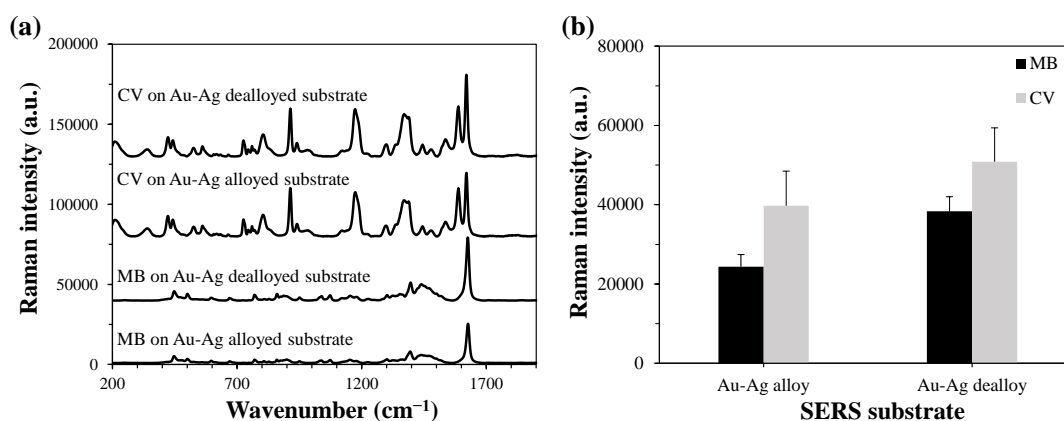 (a)
200000
150000
100000
50000
0
Raman intensity (a.u.)
CV on Au-Ag dealloyed substrate
CV on Au-Ag alloyed substrate
MB on Au-Ag dealloyed substrate
MB on Au-Ag alloyed substrate
200 700 1200 1700
Wavenumber (cm⁻¹)
(b)
80000
60000
40000
20000
0
Raman intensity (a.u.)
MB
CV
Au-Ag alloy Au-Ag dealloy
SERS substrate